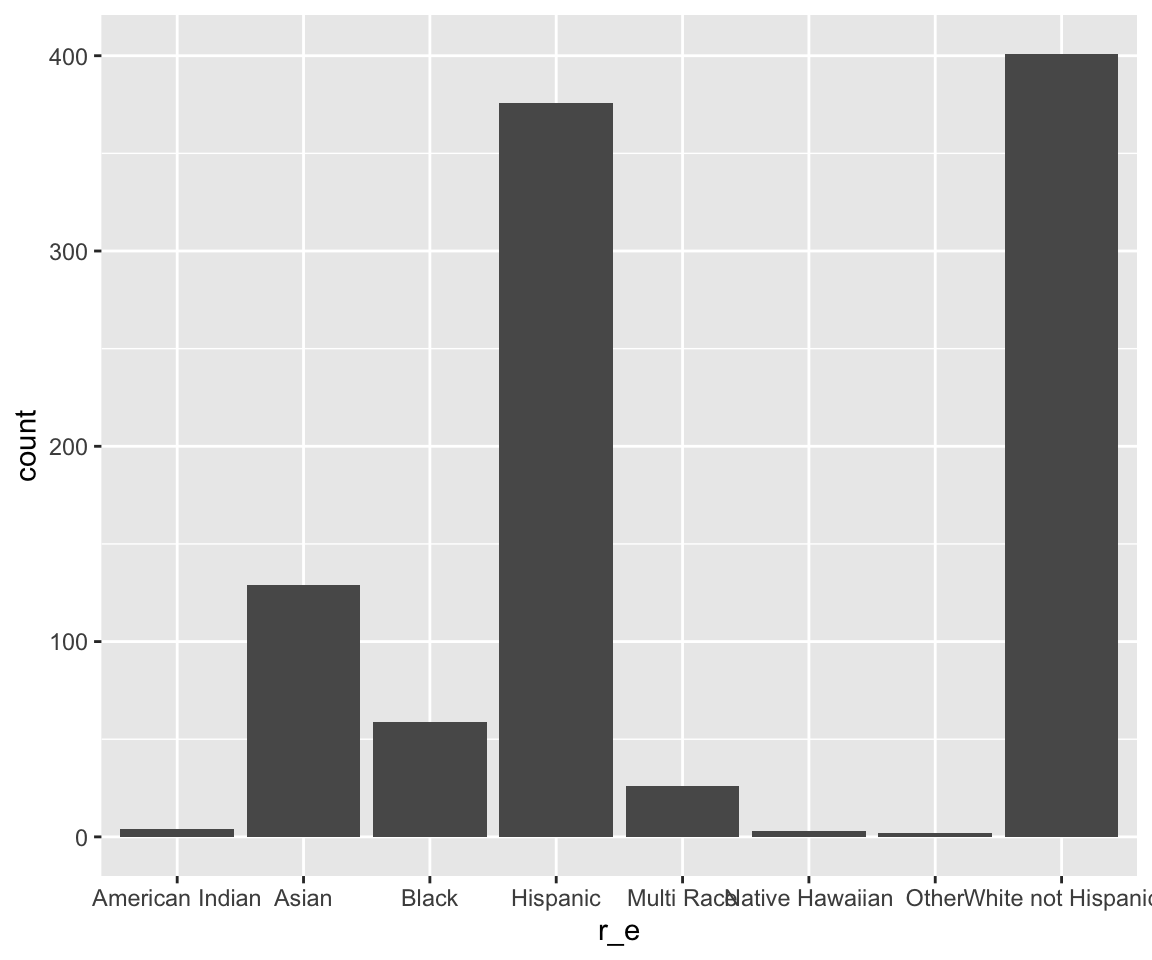 400
300
200
100
0
count
American Indian Asian Black Hispanic Multi Race Native Hawaiian Other White not Hispanic
r_e